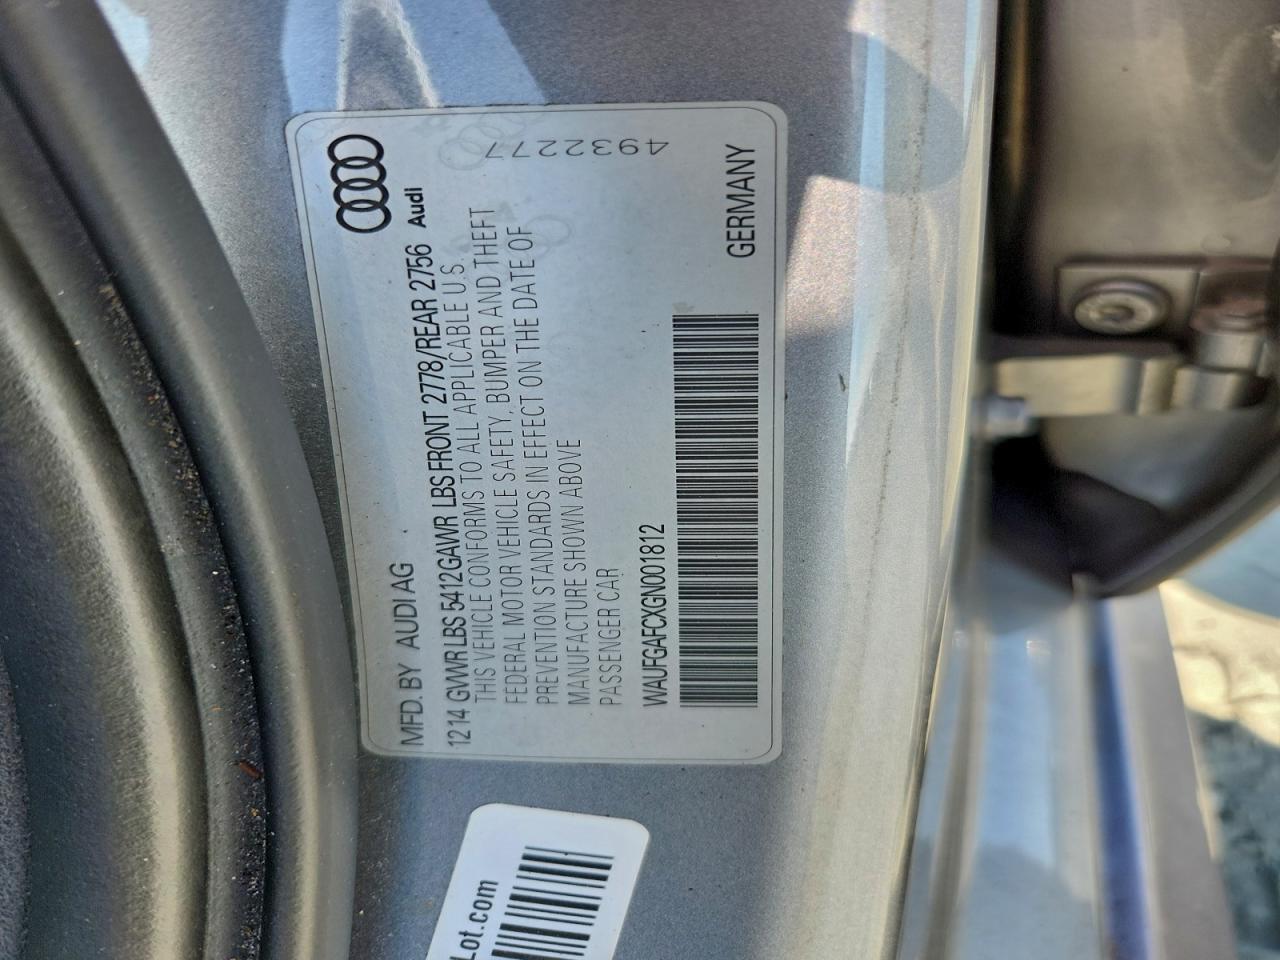 MFD. BY AUDI AG
Audi
12 14 GVWR LBS 5412 GAWR LBS FRONT 2778/REAR 2756
THIS VEHICLE CONFORMS TO ALL APPLICABLE U.S.
FEDERAL MOTOR VEHICLE SAFETY, BUMPER AND THEFT
PREVENTION STANDARDS IN EFFECT ON THE DATE OF
MANUFACTURE SHOWN ABOVE
PASSENGER CAR
4932277
WAUFGAFCXGN001812
GERMANY
Lot.com